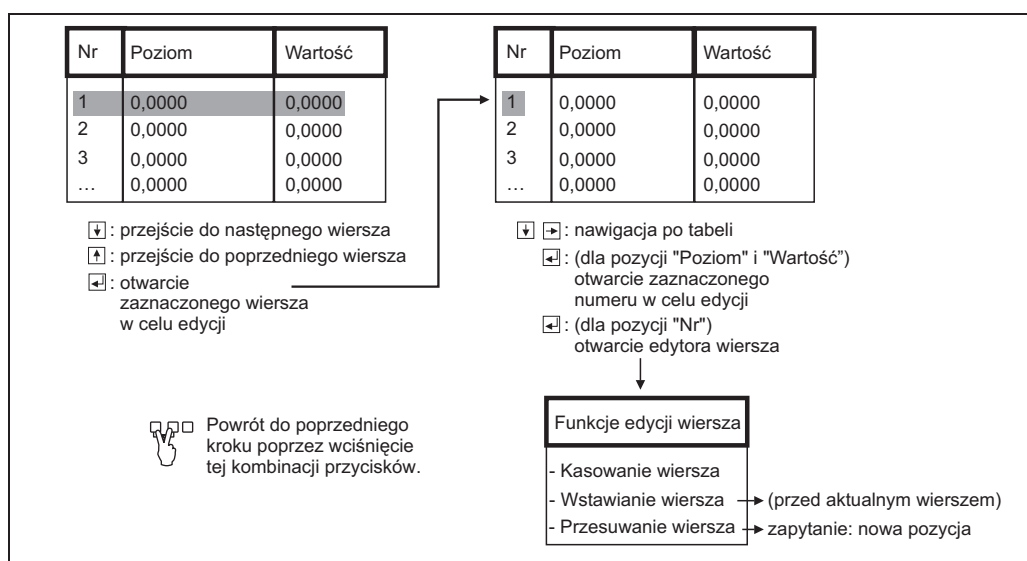 Nr Poziom Wartość
1 0,0000 0,0000
2 0,0000 0,0000
3 0,0000 0,0000
... 0,0000 0,0000
: przejście do następnego wiersza
: przejście do poprzedniego wiersza
: otwarcie
zaznaczonego wiersza
w celu edycji
Powrót do poprzedniego
kroku poprzez wciśnięcie
tej kombinacji przycisków.
Nr Poziom Wartość
1 0,0000 0,0000
2 0,0000 0,0000
3 0,0000 0,0000
... 0,0000 0,0000
: nawigacja po tabeli
: (dla pozycji "Poziom" i "Wartość”)
otwarcie zaznaczonego
numeru w celu edycji
: (dla pozycji "Nr")
otwarcie edytora wiersza
Funkcje edycji wiersza
- Kasowanie wiersza
- Wstawianie wiersza (przed aktualnym wierszem)
- Przesuwanie wiersza zapytanie: nowa pozycja